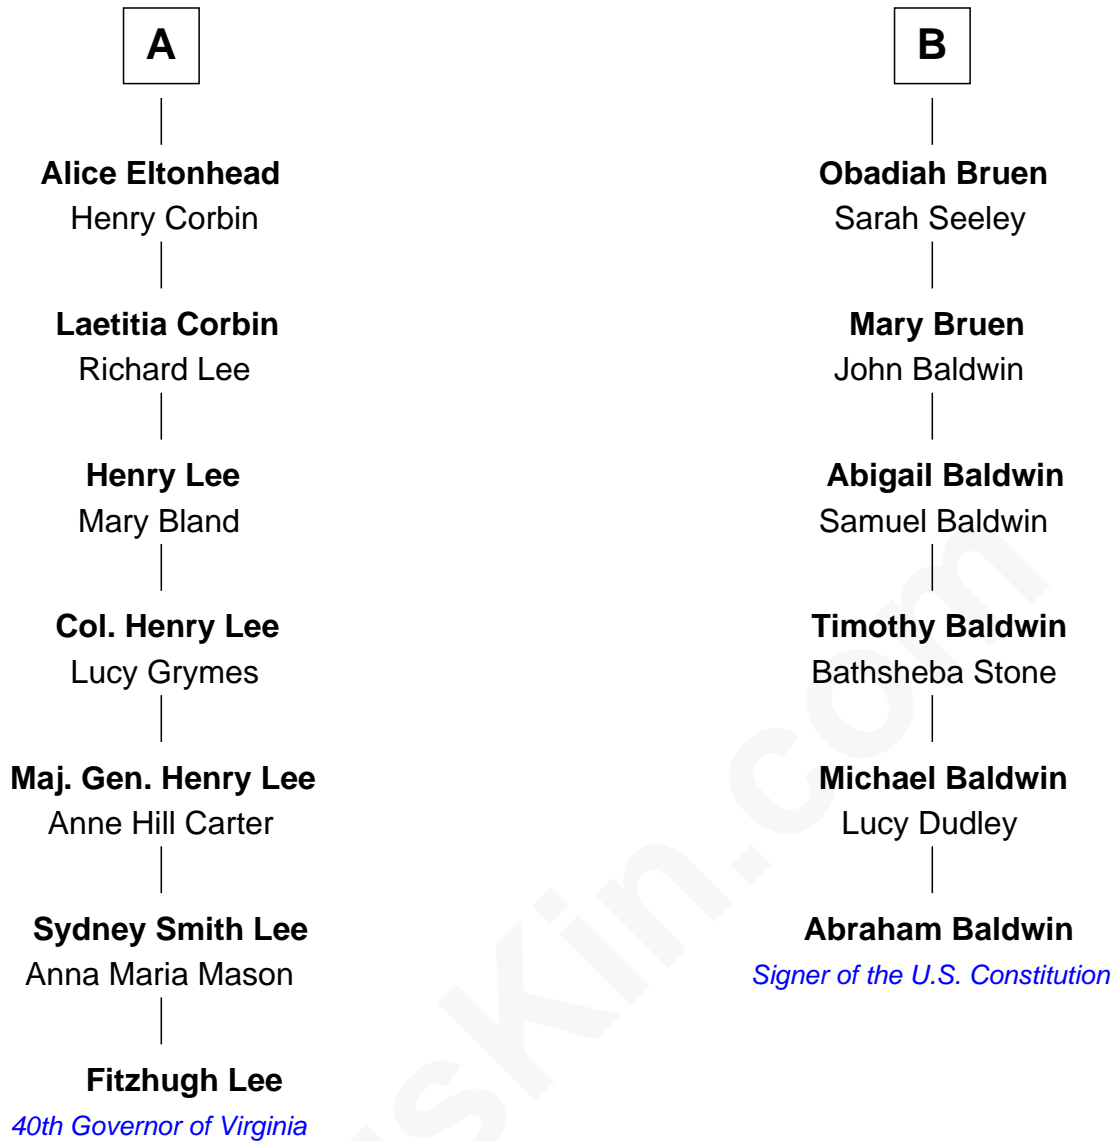 A
Alice Eltonhead
Henry Corbin
Laetitia Corbin
Richard Lee
Henry Lee
Mary Bland
Col. Henry Lee
Lucy Grymes
Maj. Gen. Henry Lee
Anne Hill Carter
Sydney Smith Lee
Anna Maria Mason
Fitzhugh Lee
40th Governor of Virginia
B
Obadiah Bruen
Sarah Seeley
Mary Bruen
John Baldwin
Abigail Baldwin
Samuel Baldwin
Timothy Baldwin
Bathsheba Stone
Michael Baldwin
Lucy Dudley
Abraham Baldwin
Signer of the U.S. Constitution
usKin.com